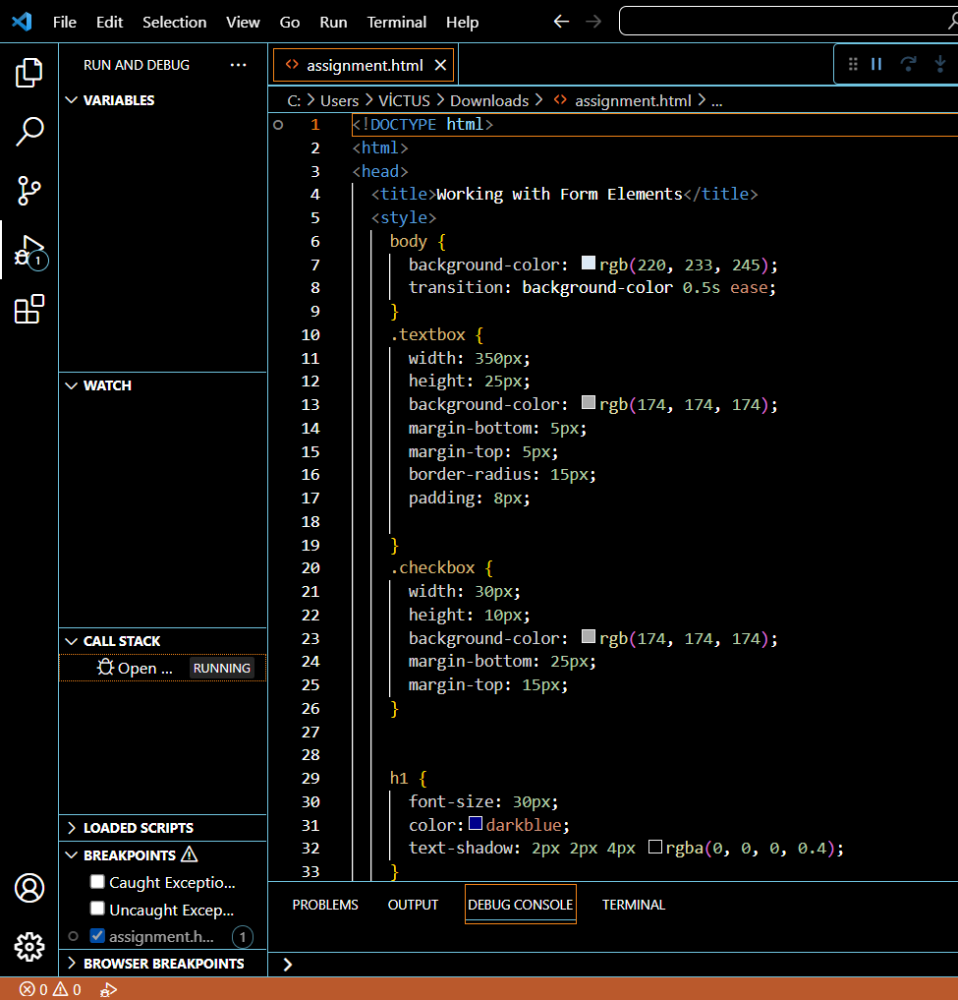 File Edit Selection View Go Run Terminal Help
RUN AND DEBUG ...
VARIABLES
WATCH
CALL STACK
Open ... RUNNING
LOADED SCRIPTS
BREAKPOINTS
Caught Exceptio...
Uncaught Excep...
assignment.h... 1
BROWSER BREAKPOINTS
1
assignment.html
C: > Users > VİCTUS > Downloads > assignment.html > ...
1 <!DOCTYPE html>
2 <html>
3 <head>
4 <title>Working with Form Elements</title>
5 <style>
6 body {
7 background-color: rgb(220, 233, 245);
8 transition: background-color 0.5s ease;
9 }
10 .textbox {
11 width: 350px;
12 height: 25px;
13 background-color: rgb(174, 174, 174);
14 margin-bottom: 5px;
15 margin-top: 5px;
16 border-radius: 15px;
17 padding: 8px;
18
19 }
20 .checkbox {
21 width: 30px;
22 height: 10px;
23 background-color: rgb(174, 174, 174);
24 margin-bottom: 25px;
25 margin-top: 15px;
26 }
27
28
29 h1 {
30 font-size: 30px;
31 color: darkblue;
32 text-shadow: 2px 2px 4px rgba(0, 0, 0, 0.4);
33 }
PROBLEMS OUTPUT DEBUG CONSOLE TERMINAL
>
0 0